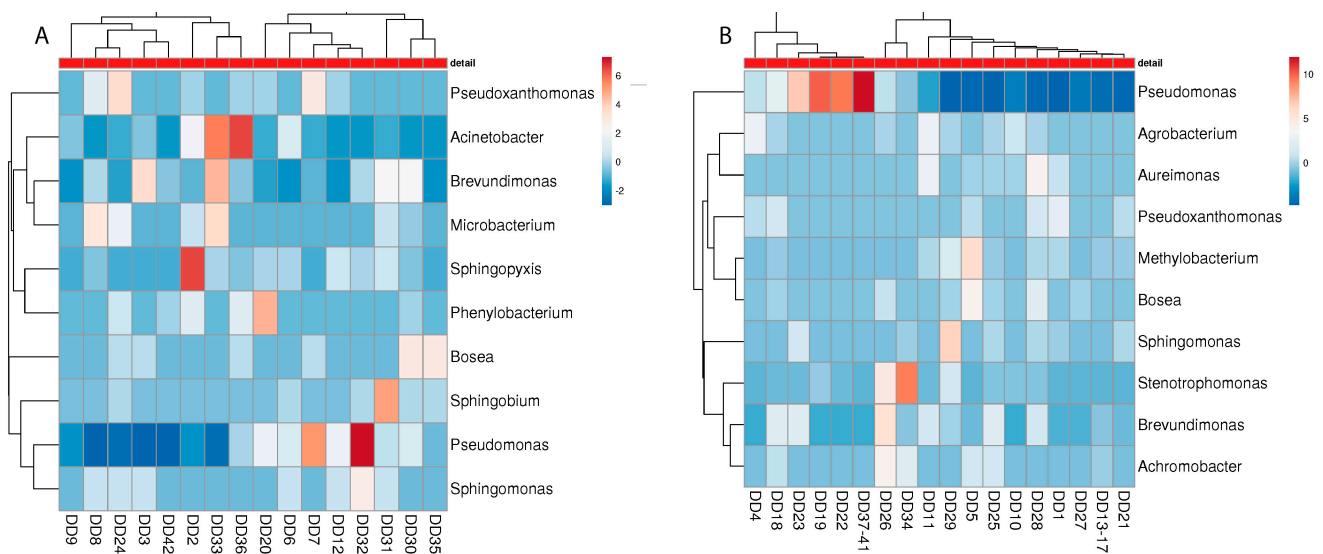 A
detail
Pseudoxanthomonas
Acinetobacter
Brevundimonas
Microbacterium
Sphingopyxis
Phenylobacterium
Bosea
Sphingobium
Pseudomonas
Sphingomonas
DD9 DD8 DD24 DD3 DD42 DD2 DD33 DD36 DD20 DD6 DD7 DD12 DD32 DD31 DD30 DD35
6
4
2
0
-2
B
detail
Pseudomonas
Agrobacterium
Aureimonas
Pseudoxanthomonas
Methylobacterium
Bosea
Sphingomonas
Stenotrophomonas
Brevundimonas
Achromobacter
DD4 DD18 DD23 DD19 DD22 DD37-41 DD26 DD34 DD11 DD29 DD5 DD25 DD10 DD28 DD1 DD27 DD13-17 DD21
10
5
0